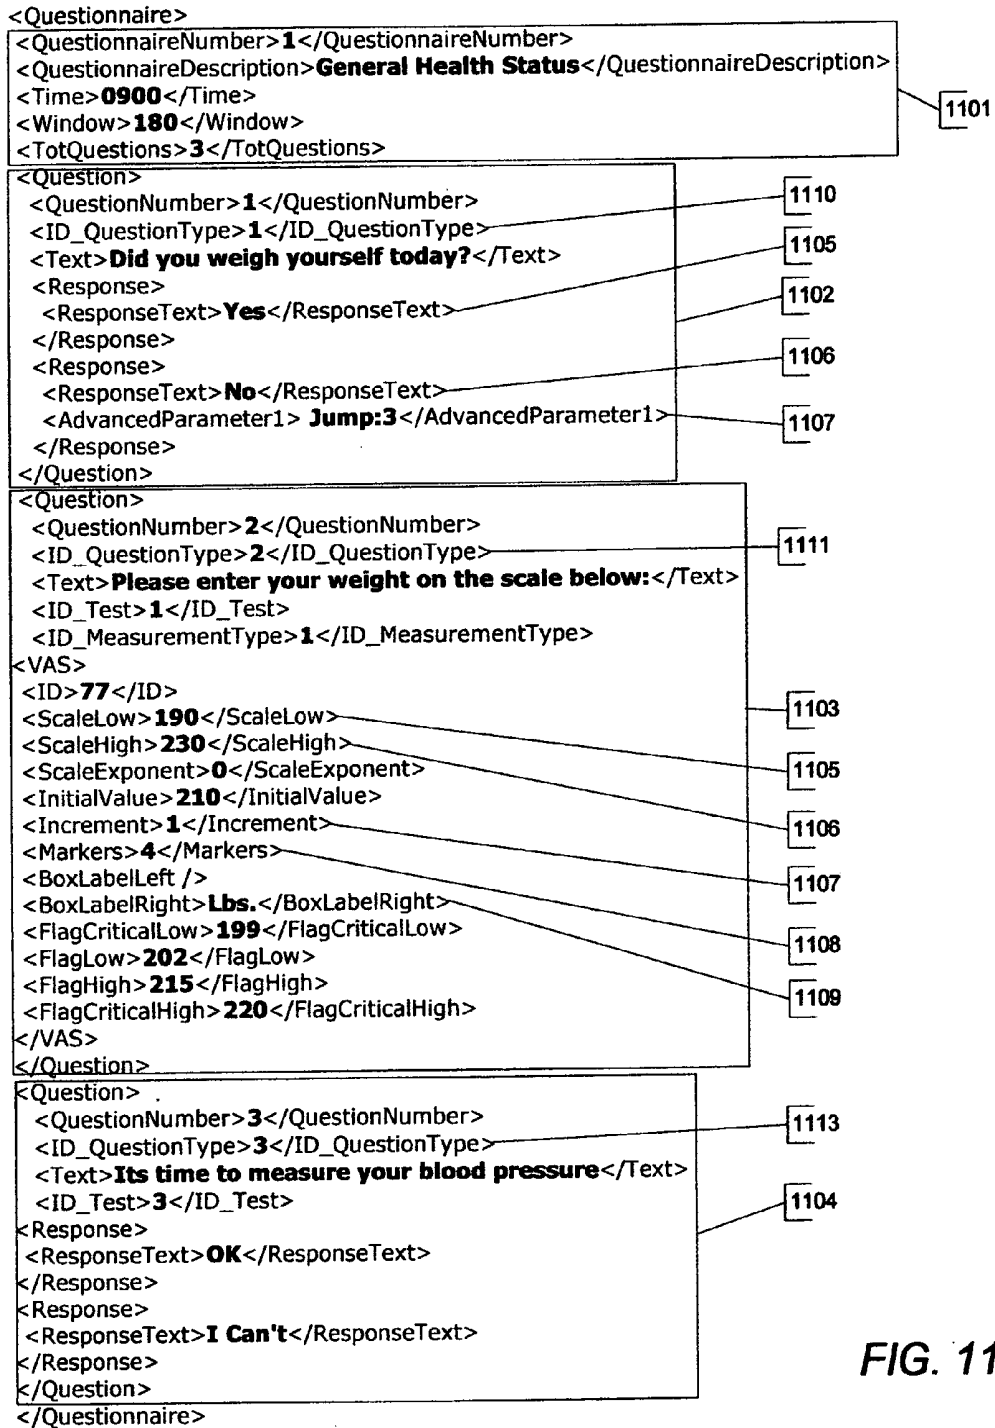 <Questionnaire>
<QuestionnaireNumber>1</QuestionnaireNumber>
<QuestionnaireDescription>General Health Status</QuestionnaireDescription>
<Time>0900</Time>
<Window>180</Window>
<TotQuestions>3</TotQuestions>
1101
<Question>
<QuestionNumber>1</QuestionNumber>
<ID_QuestionType>1</ID_QuestionType>
<Text>Did you weigh yourself today?</Text>
<Response>
<ResponseText>Yes</ResponseText>
</Response>
<Response>
<ResponseText>No</ResponseText>
<AdvancedParameter1> Jump:3</AdvancedParameter1>
</Response>
</Question>
1110
1105
1102
1106
1107
<Question>
<QuestionNumber>2</QuestionNumber>
<ID_QuestionType>2</ID_QuestionType>
<Text>Please enter your weight on the scale below:</Text>
<ID_Test>1</ID_Test>
<ID_MeasurementType>1</ID_MeasurementType>
<VAS>
<ID>77</ID>
<ScaleLow>190</ScaleLow>
<ScaleHigh>230</ScaleHigh>
<ScaleExponent>0</ScaleExponent>
<InitialValue>210</InitialValue>
<Increment>1</Increment>
<Markers>4</Markers>
<BoxLabelLeft />
<BoxLabelRight>Lbs.</BoxLabelRight>
<FlagCriticalLow>199</FlagCriticalLow>
<FlagLow>202</FlagLow>
<FlagHigh>215</FlagHigh>
<FlagCriticalHigh>220</FlagCriticalHigh>
</VAS>
</Question>
1111
1103
1105
1106
1107
1108
1109
<Question>
<QuestionNumber>3</QuestionNumber>
<ID_QuestionType>3</ID_QuestionType>
<Text>Its time to measure your blood pressure</Text>
<ID_Test>3</ID_Test>
<Response>
<ResponseText>OK</ResponseText>
</Response>
<Response>
<ResponseText>I Can't</ResponseText>
</Response>
</Question>
</Questionnaire>
1113
1104
FIG. 11